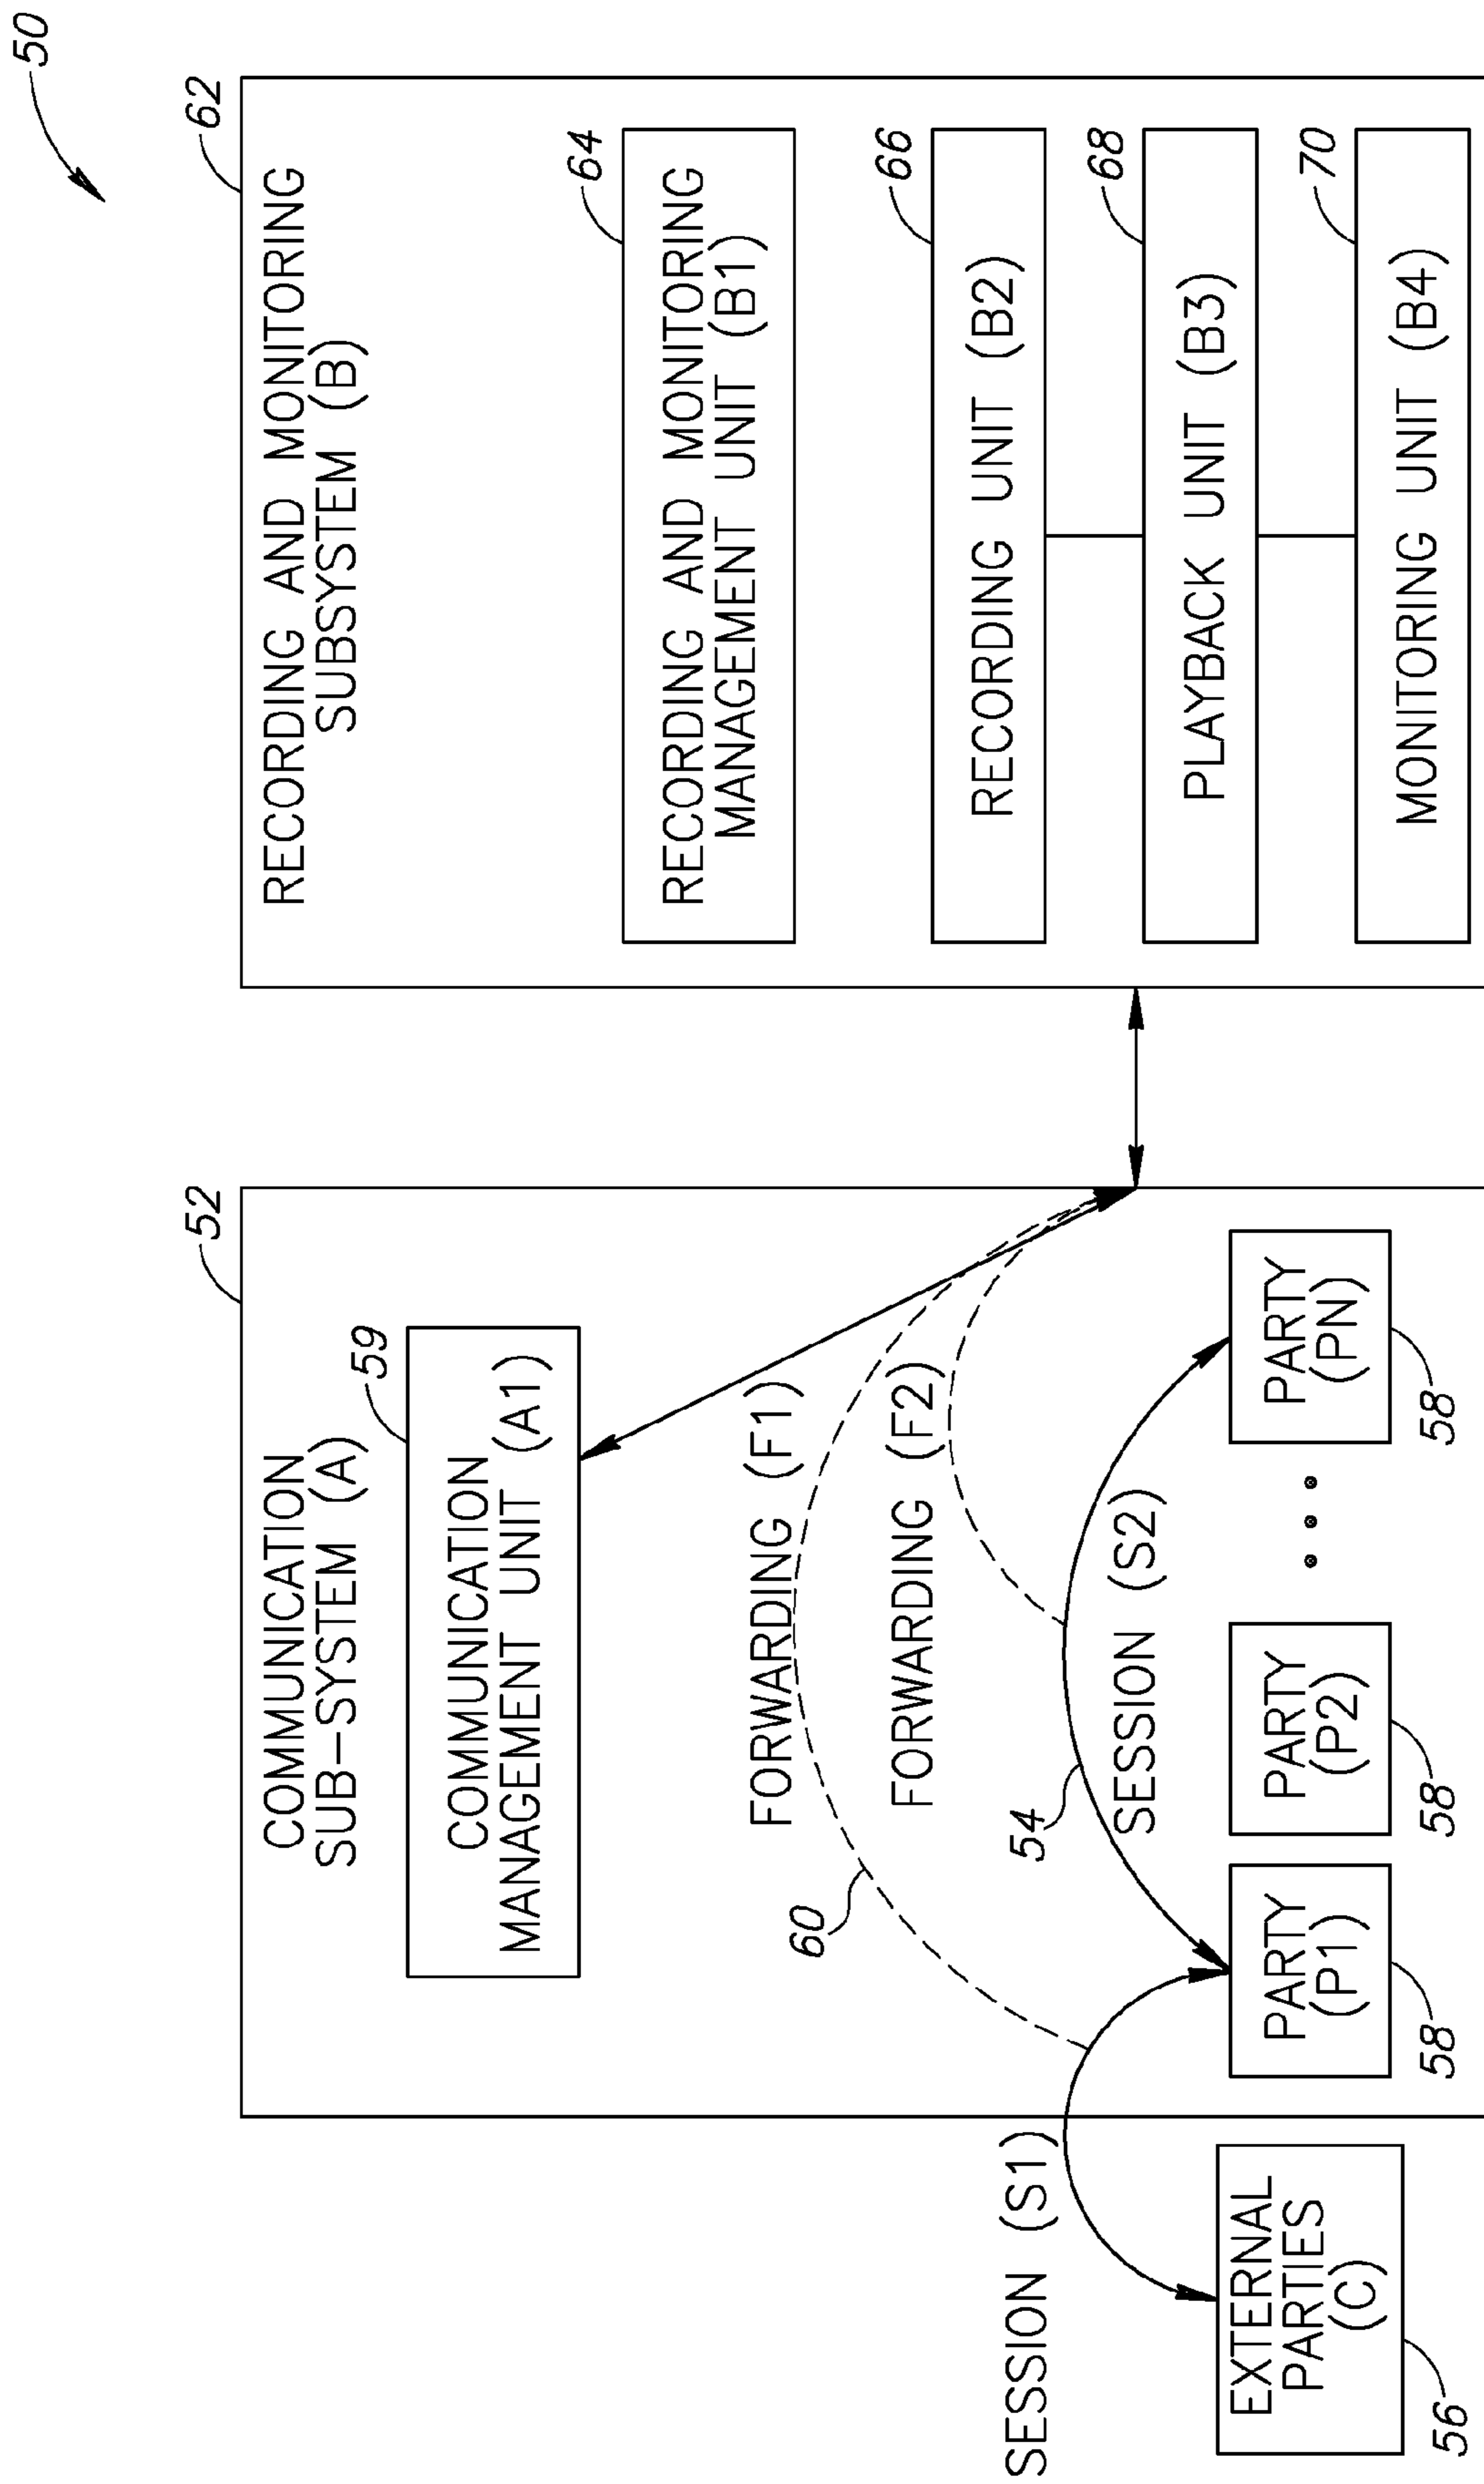 50
52
COMMUNICATION
SUB-SYSTEM (A)
59
COMMUNICATION
MANAGEMENT UNIT (A1)
FORWARDING (F1)
60
FORWARDING (F2)
54
SESSION (S2)
SESSION (S1)
EXTERNAL
PARTIES
(C)
56
PARTY
(P1)
58
PARTY
(P2)
58
PARTY
(PN)
58
62
RECORDING AND MONITORING
SUBSYSTEM (B)
64
RECORDING AND MONITORING
MANAGEMENT UNIT (B1)
66
RECORDING UNIT (B2)
68
PLAYBACK UNIT (B3)
70
MONITORING UNIT (B4)